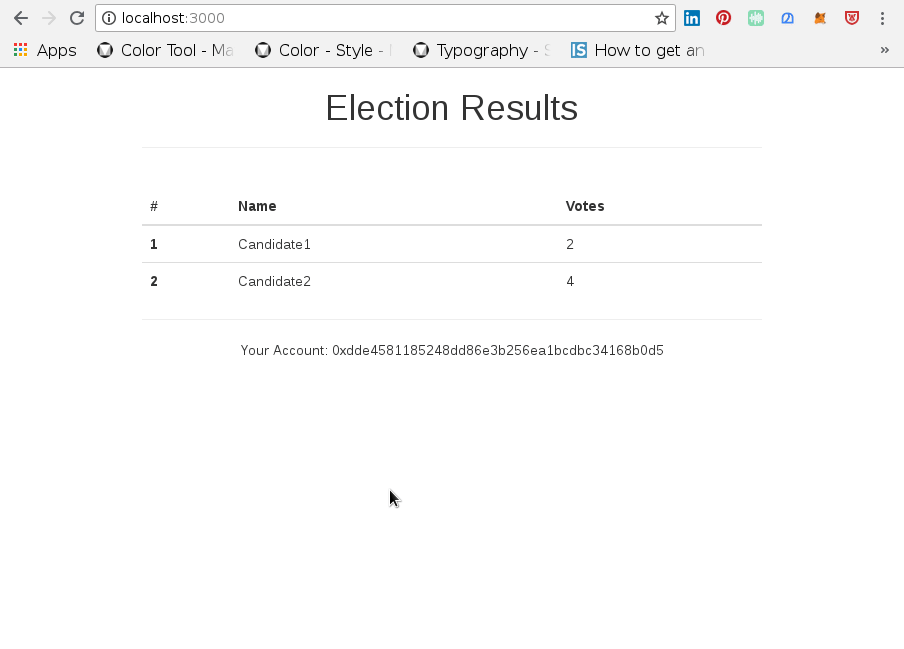 localhost:3000
Apps Color Tool - Ma Color - Style - Typography - How to get an »
Election Results
# Name Votes
1 Candidate1 2
2 Candidate2 4
Your Account: 0xdde4581185248dd86e3b256ea1bcdbc34168b0d5